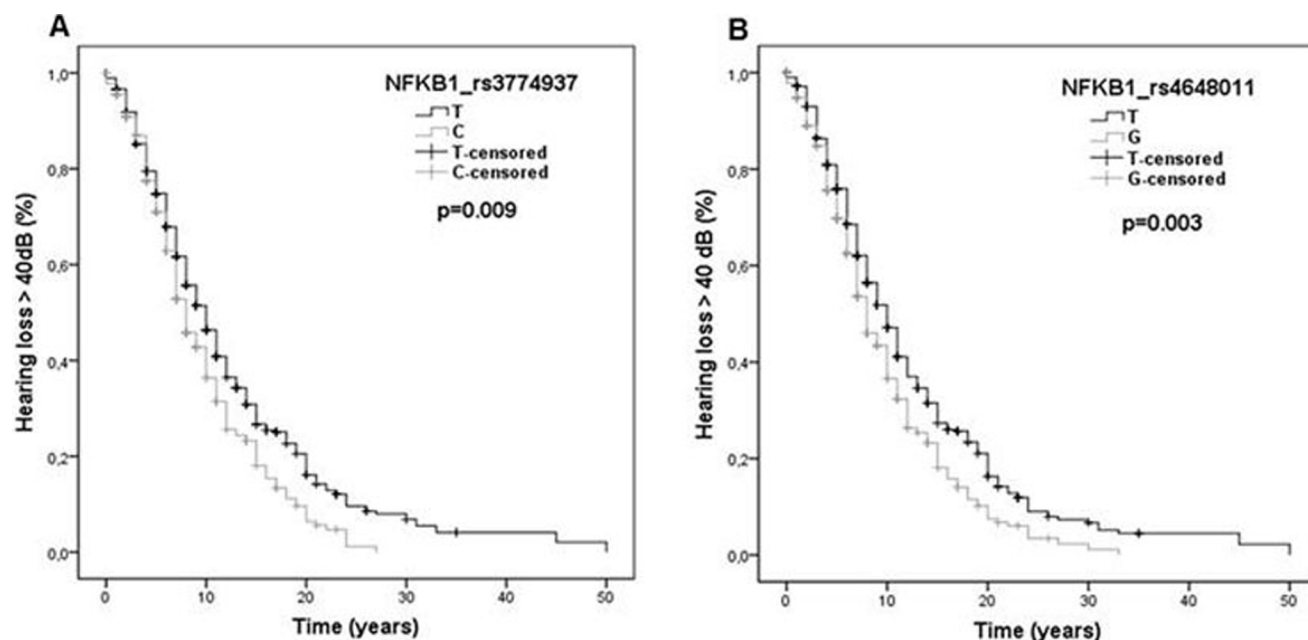 A
NFKB1_rs3774937
T
C
T-censored
C-censored
p=0.009
Hearing loss > 40dB (%)
1,0
0,8
0,6
0,4
0,2
0,0
0 10 20 30 40 50
Time (years)
B
NFKB1_rs4648011
T
G
T-censored
G-censored
p=0.003
Hearing loss > 40 dB (%)
1,0
0,8
0,6
0,4
0,2
0,0
0 10 20 30 40 50
Time (years)